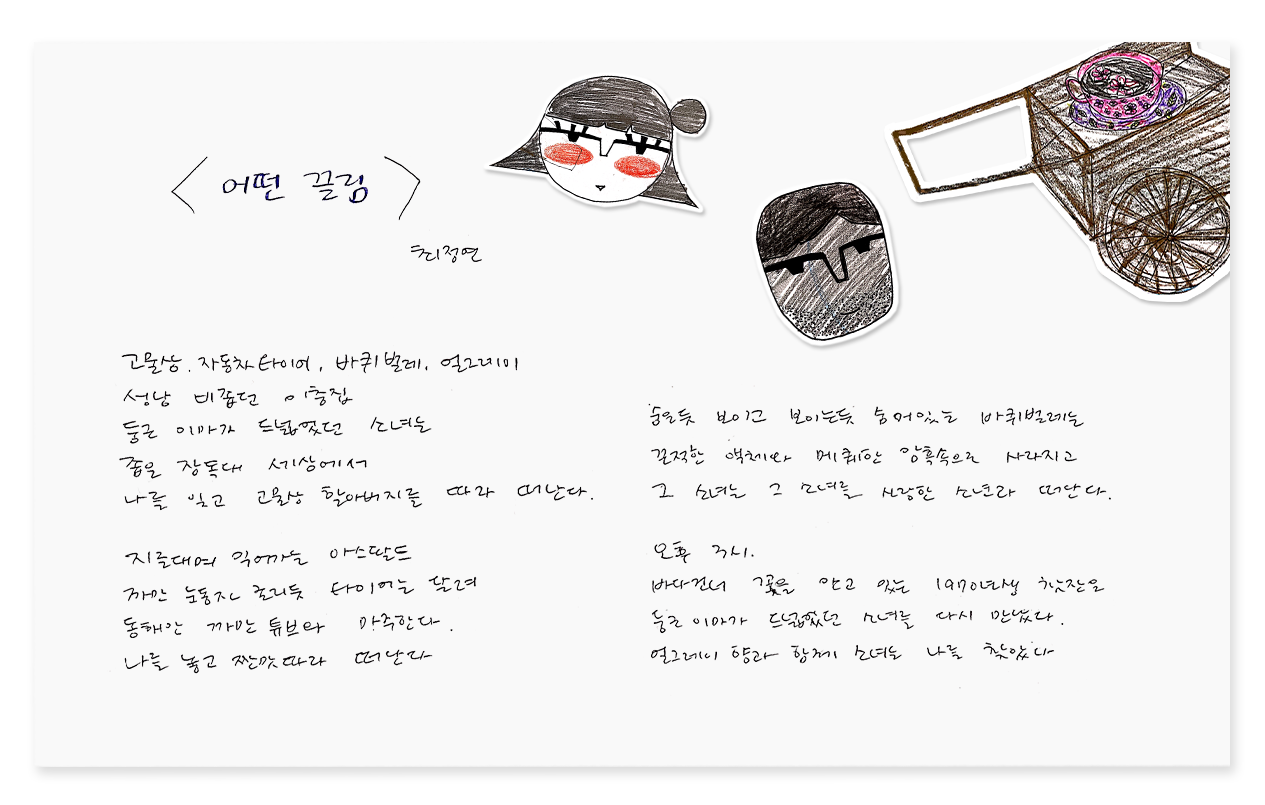 <어떤 끌림>
최정연
고물상, 자동차타이어, 바퀴벌레, 얼그레이
성남 비좁던 이층집
둥근 이마가 드넓었던 소녀는
좁은 장독대 세상에서
나를 잊고 고물상 할아버지를 따라 떠난다.
지글대며 익어가는 아스팔트
까만 눈동자 흐리듯 타이어는 달려
동해안 까만 튜브와 마주한다.
나를 놓고 짠맛따라 떠난다
숨은듯 보이고 보이는듯 숨어있는 바퀴벌레는
끈적한 액체와 메퀘한 암흑속으로 사라지고
그 소녀는 그 소녀를 사랑한 소년과 떠난다.
오후 3시.
바다건너 꽃을 안고 있는 1970년생 찻잔은
둥근 이마가 드넓었던 소녀를 다시 만났다.
얼그레이 향과 함께 소녀는 나를 찾았다